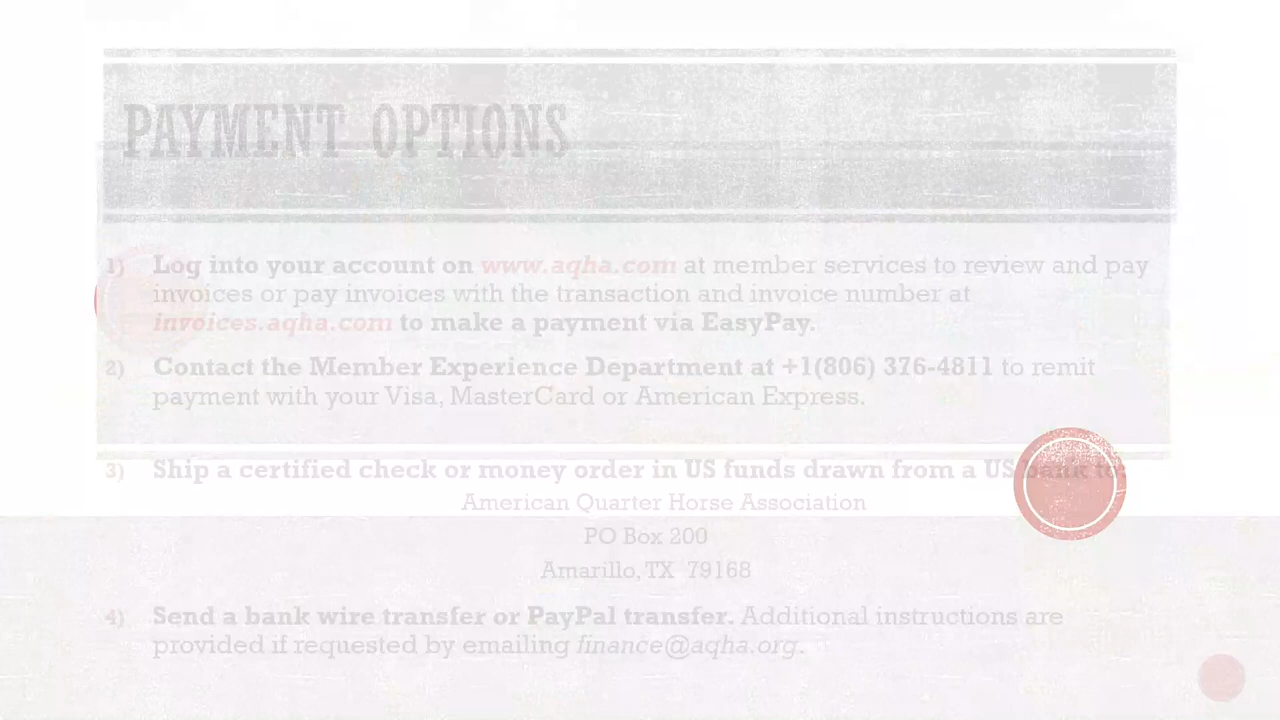 PAYMENT OPTIONS
1) Log into your account on www.aqha.com at member services to review and pay
invoices or pay invoices with the transaction and invoice number at
invoices.aqha.com to make a payment via EasyPay.
2) Contact the Member Experience Department at +1(806) 376-4811 to remit
payment with your Visa, MasterCard or American Express.
3) Ship a certified check or money order in US funds drawn from a US bank to:
American Quarter Horse Association
PO Box 200
Amarillo, TX 79168
4) Send a bank wire transfer or PayPal transfer. Additional instructions are
provided if requested by emailing finance@aqha.org.